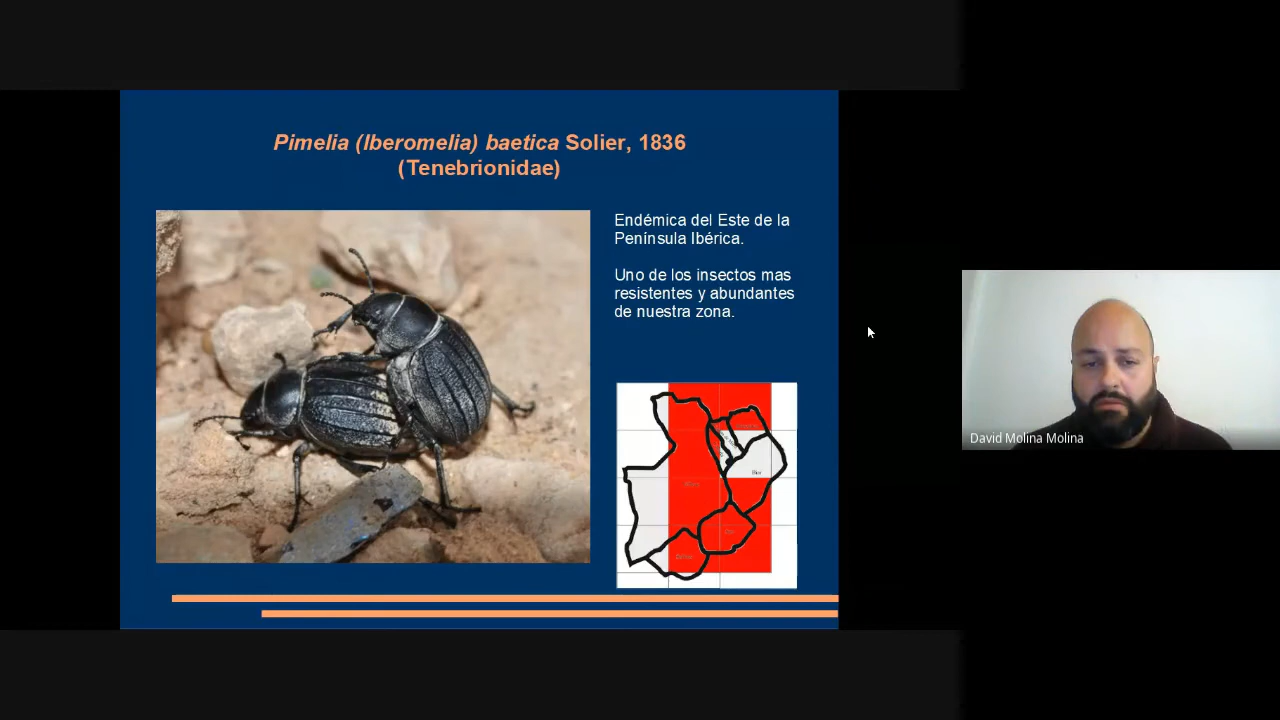 Pimelia (Iberomelia) baetica Solier, 1836
(Tenebrionidae)
Endémica del Este de la
Península Ibérica.
Uno de los insectos mas
resistentes y abundantes
de nuestra zona.
David Molina Molina